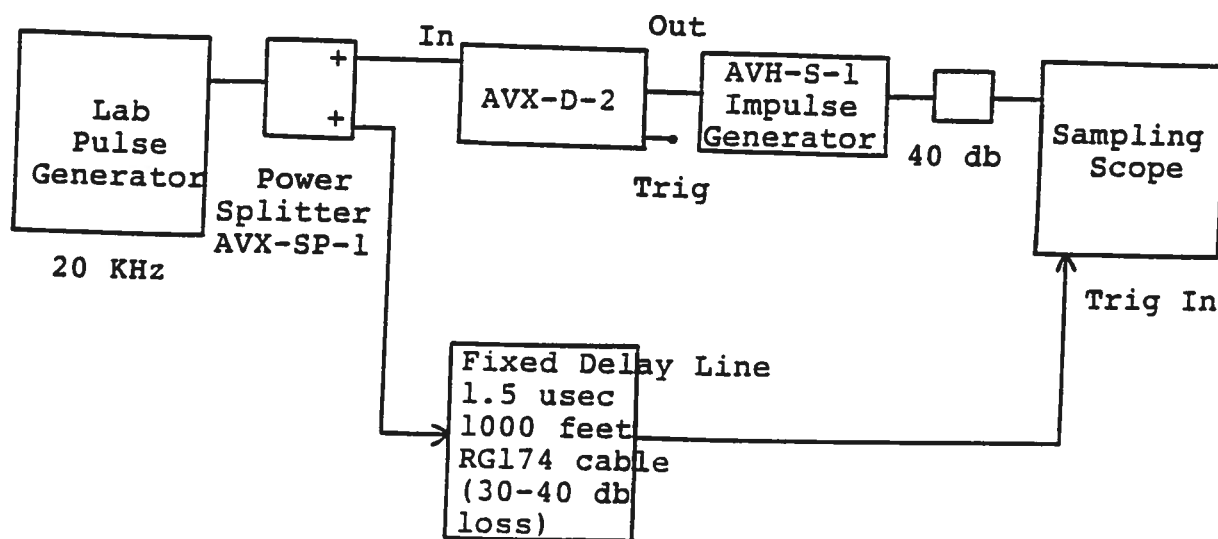 Lab
Pulse
Generator
20 KHz
+
+
Power
Splitter
AVX-SP-1
In
AVX-D-2
Out
Trig
AVH-S-1
Impulse
Generator
40 db
Sampling
Scope
Trig In
Fixed Delay Line
1.5 usec
1000 feet
RG174 cable
(30-40 db
loss)